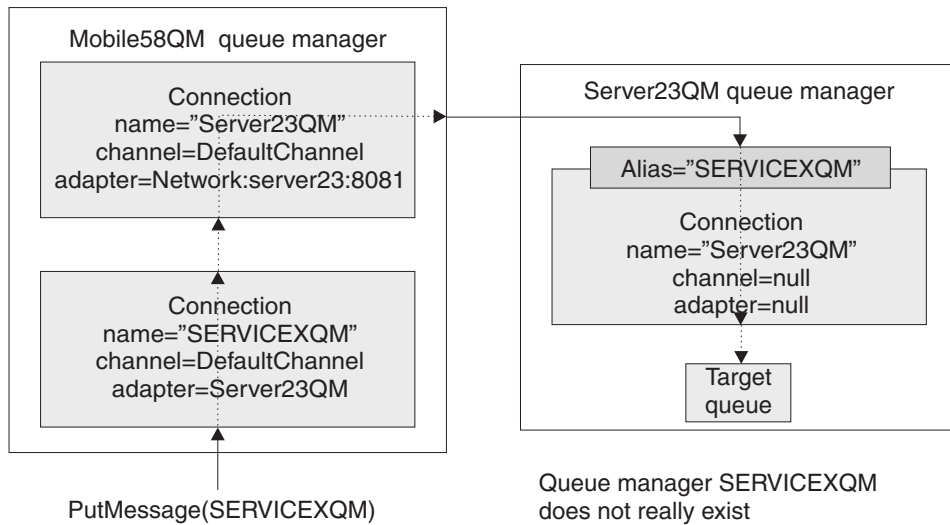 Mobile58QM queue manager
Connection
name=”Server23QM”
channel=DefaultChannel
adapter=Network:server23:8081
Connection
name=”SERVICEXQM”
channel=DefaultChannel
adapter=Server23QM
PutMessage(SERVICEXQM)
Server23QM queue manager
Alias=”SERVICEXQM”
Connection
name=”Server23QM”
channel=null
adapter=null
Target
queue
Queue manager SERVICEXQM
does not really exist